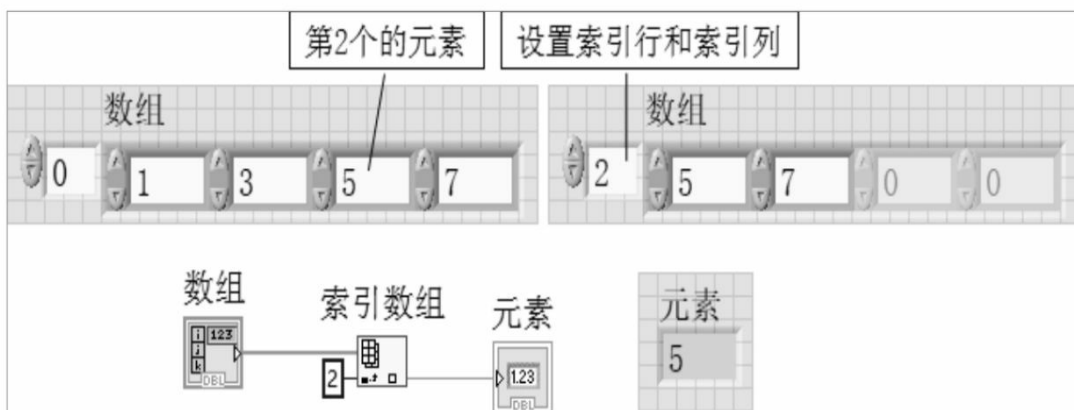 第2个的元素 设置索引行和索引列
数组 数组
0 1 3 5 7 2 5 7 0 0
数组 索引数组 元素 元素
i 123
j
k
DBL
2
1.23
DBL
5